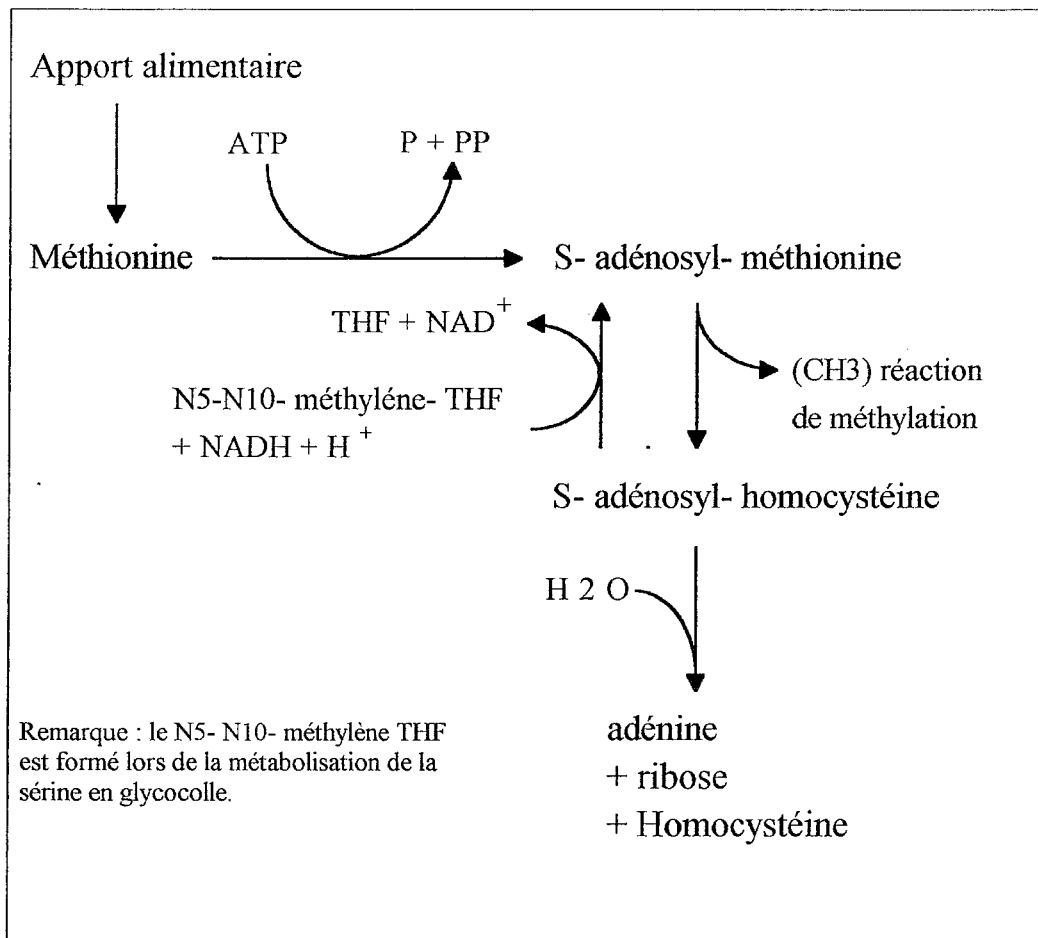 Apport alimentaire
ATP
P + PP
Méthionine
S- adénosyl- méthionine
THF + NAD+
(CH3) réaction
de méthylation
N5-N10- méthyléne- THF
+ NADH + H +
S- adénosyl- homocystéine
H 2 O
Remarque : le N5- N10- méthylène THF
est formé lors de la métabolisation de la
sérine en glycocolle.
adénine
+ ribose
+ Homocystéine